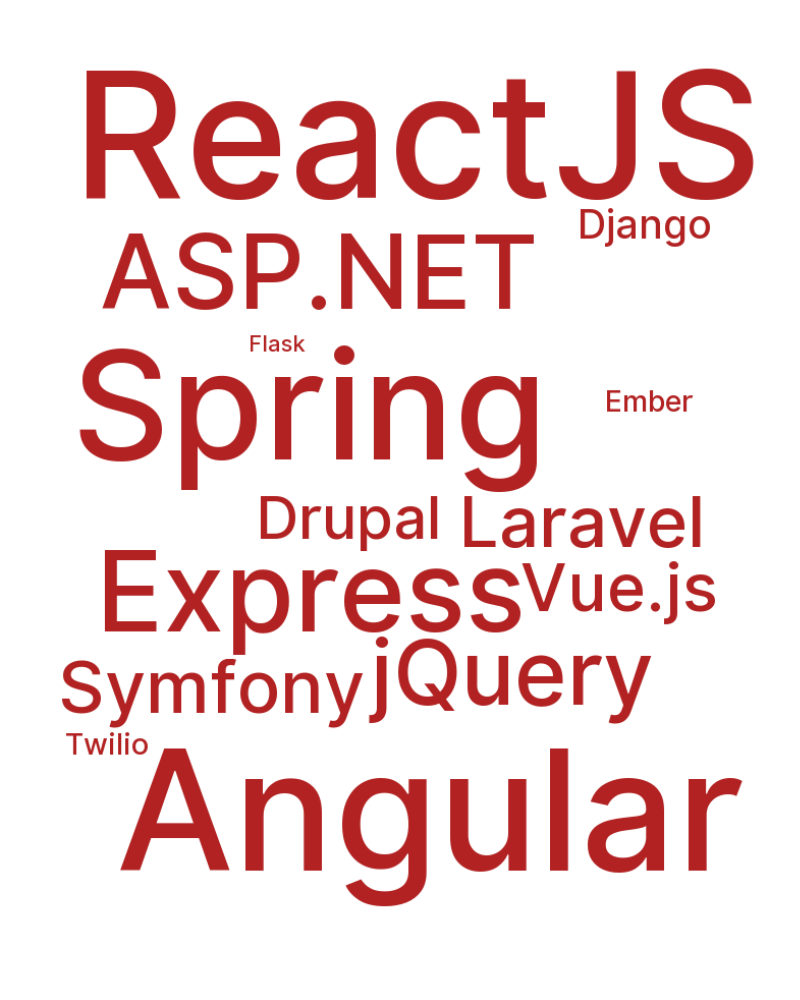 ReactJS
Django
ASP.NET
Flask
Spring
Ember
Drupal
Laravel
Express
Vue.js
jQuery
Symfony
Twilio
Angular